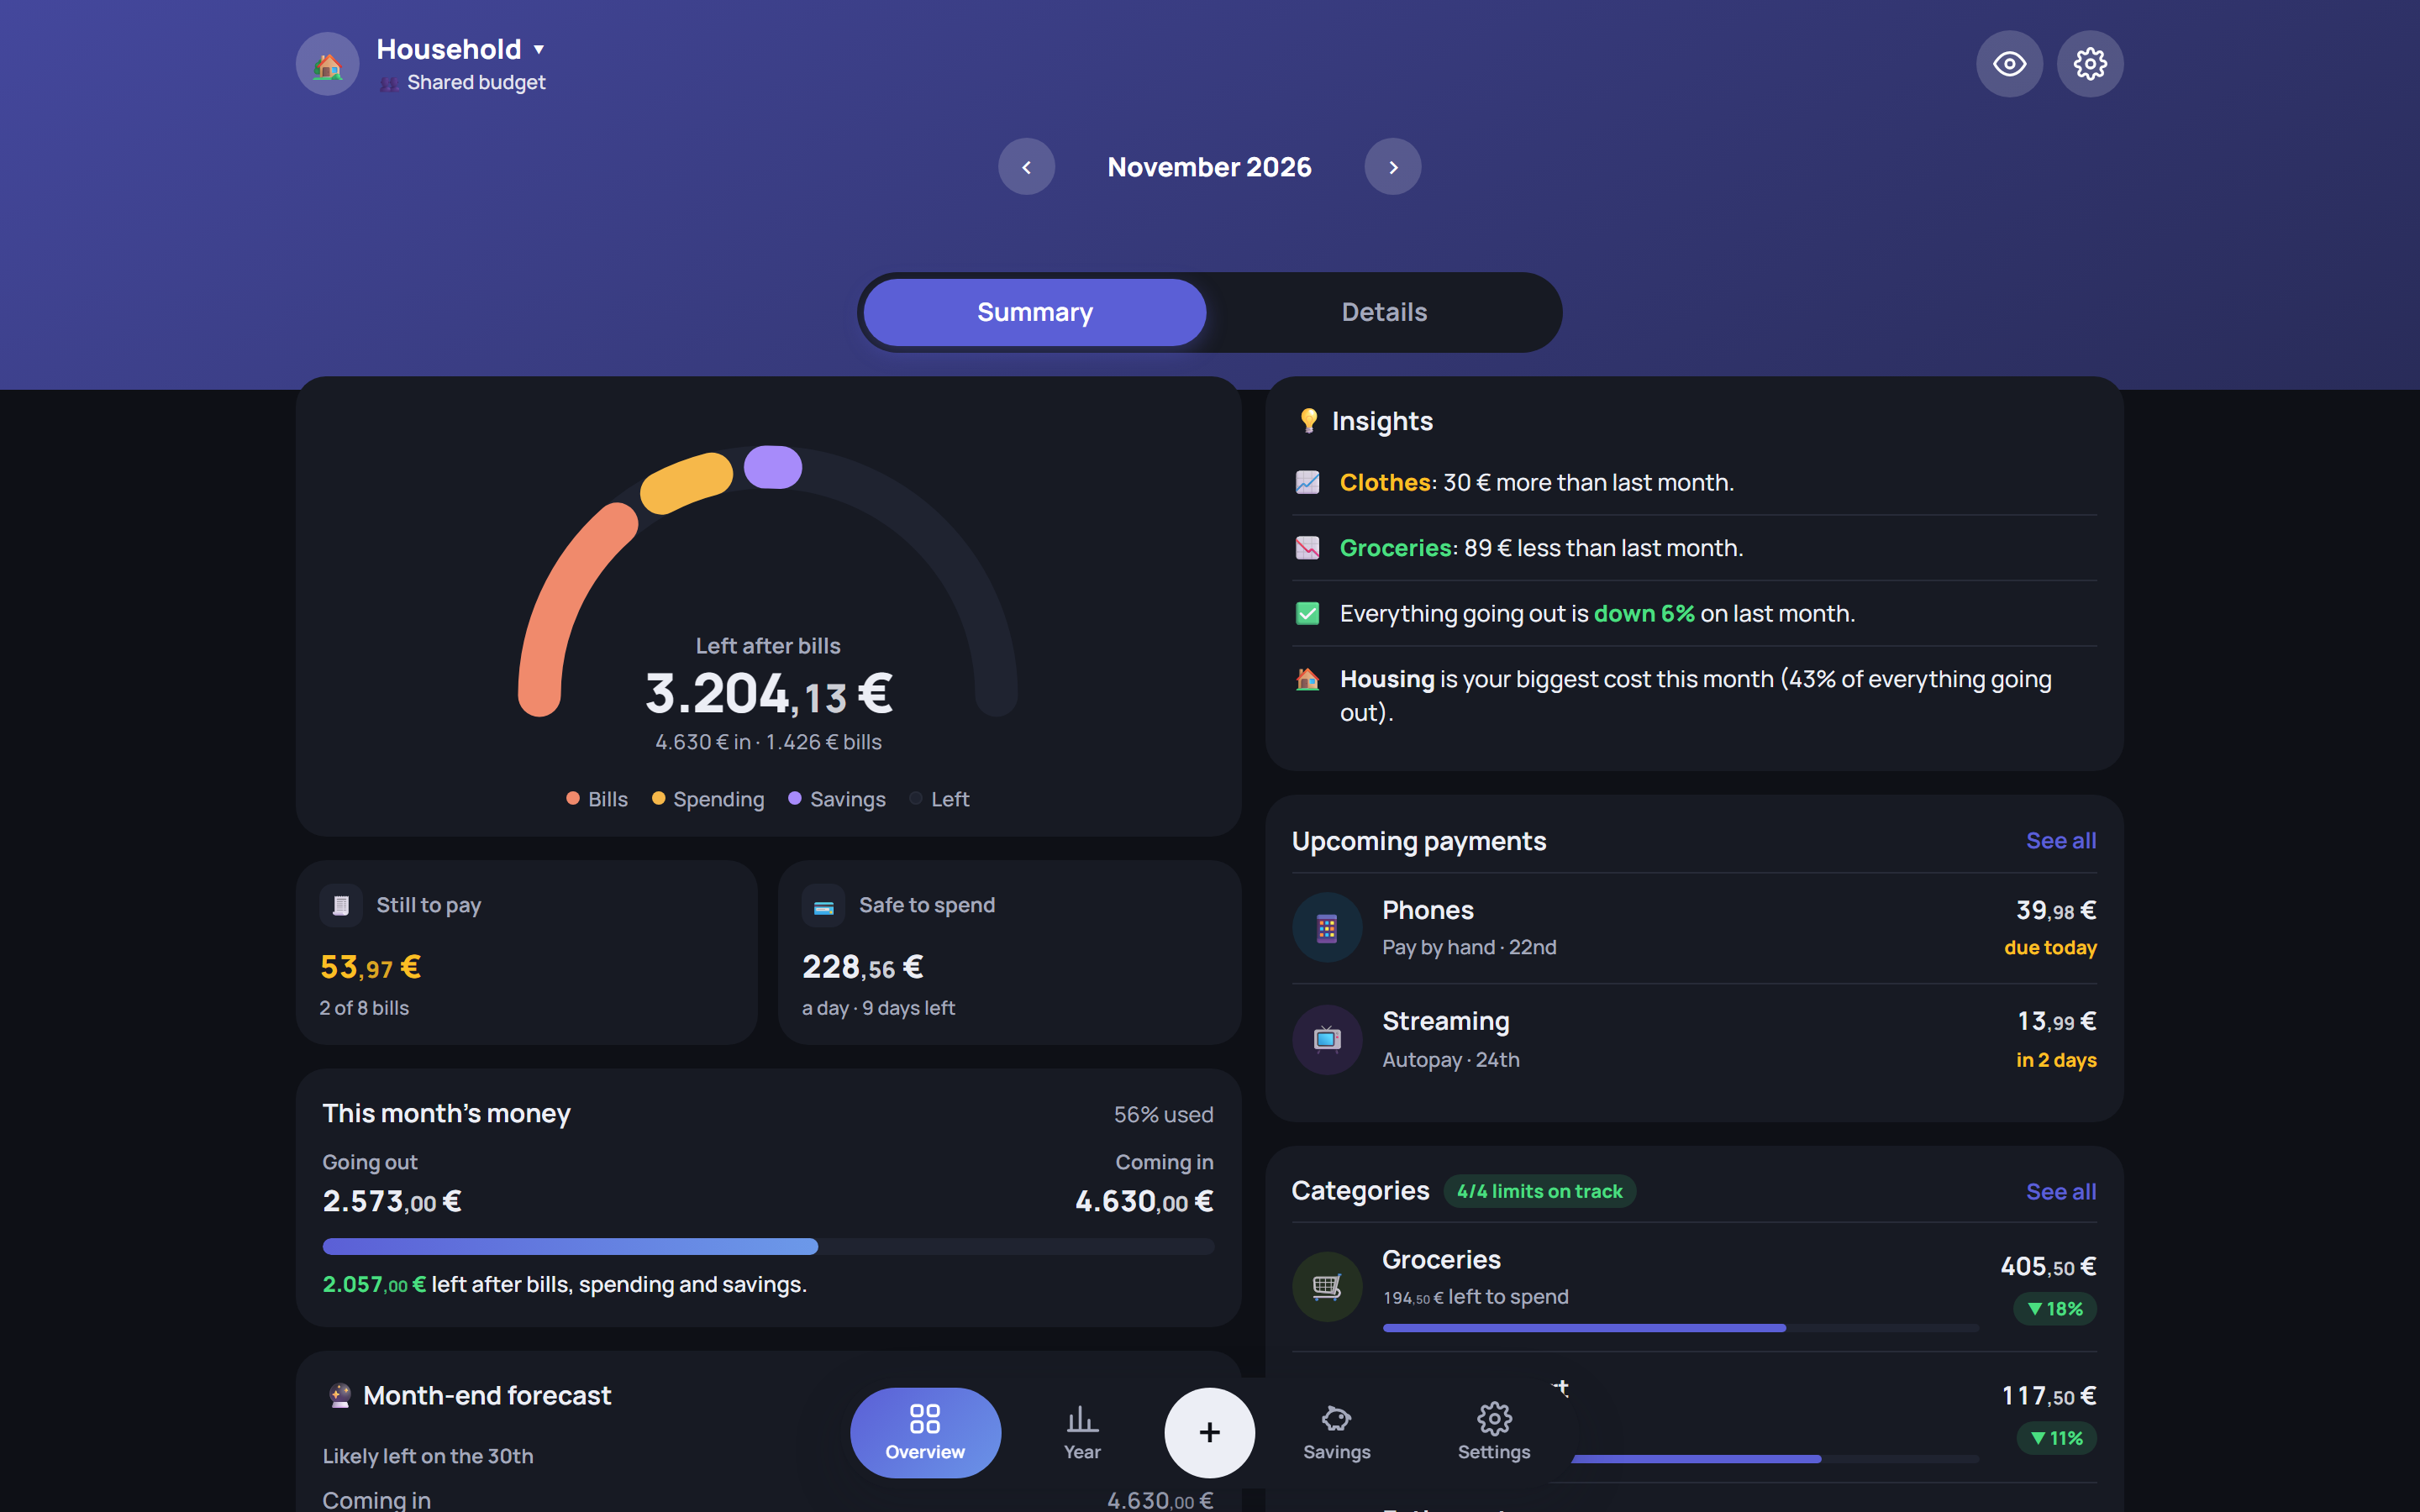 Household ▼
Shared budget
November 2026
Summary
Details
Left after bills
3.204,13 €
4.630 € in · 1.426 € bills
Bills
Spending
Savings
Left
Still to pay
53,97 €
2 of 8 bills
Safe to spend
228,56 €
a day · 9 days left
This month’s money
56% used
Going out
Coming in
2.573,00 €
4.630,00 €
2.057,00 € left after bills, spending and savings.
Month-end forecast
Likely left on the 30th
Coming in
4.630,00 €
Insights
Clothes: 30 € more than last month.
Groceries: 89 € less than last month.
Everything going out is down 6% on last month.
Housing is your biggest cost this month (43% of everything going
out).
Upcoming payments
See all
Phones
39,98 €
Pay by hand · 22nd
due today
Streaming
13,99 €
Autopay · 24th
in 2 days
Categories
4/4 limits on track
See all
Groceries
405,50 €
194,50 € left to spend
▼ 18%
117,50 €
▼ 11%
Overview
Year
+
Savings
Settings